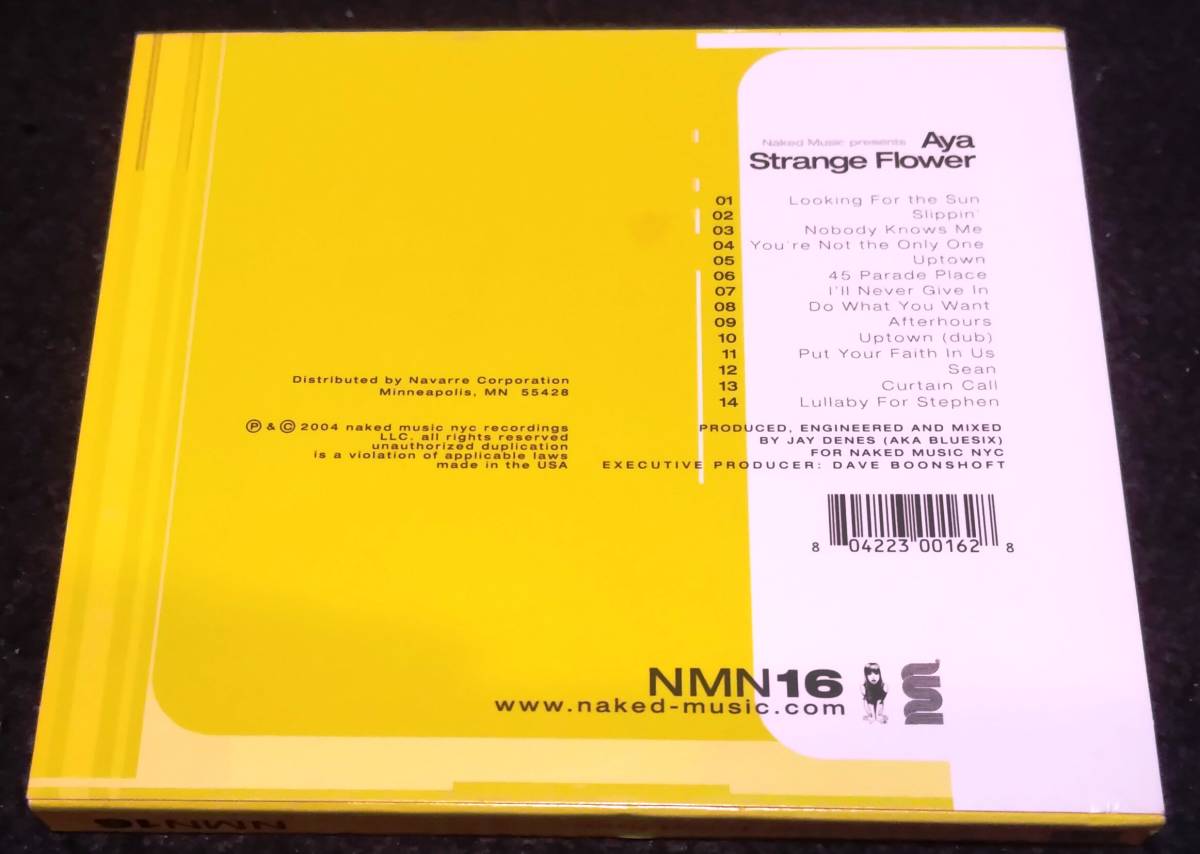 Naked Music presents Aya
Strange Flower
01 Looking For the Sun
02 Slippin'
03 Nobody Knows Me
04 You're Not the Only One
05 Uptown
06 45 Parade Place
07 I'll Never Give In
08 Do What You Want
09 Afterhours
10 Uptown (dub)
11 Put Your Faith In Us
12 Sean
13 Curtain Call
14 Lullaby For Stephen
PRODUCED, ENGINEERED AND MIXED
BY JAY DENES (AKA BLUESIX)
FOR NAKED MUSIC NYC
EXECUTIVE PRODUCER: DAVE BOONSHOFT
Distributed by Navarre Corporation
Minneapolis, MN 55428
Ⓟ & © 2004 naked music nyc recordings
LLC. all rights reserved
unauthorized duplication
is a violation of applicable laws
made in the USA
8 04223 00162 8
NMN16
www.naked-music.com
NMN16